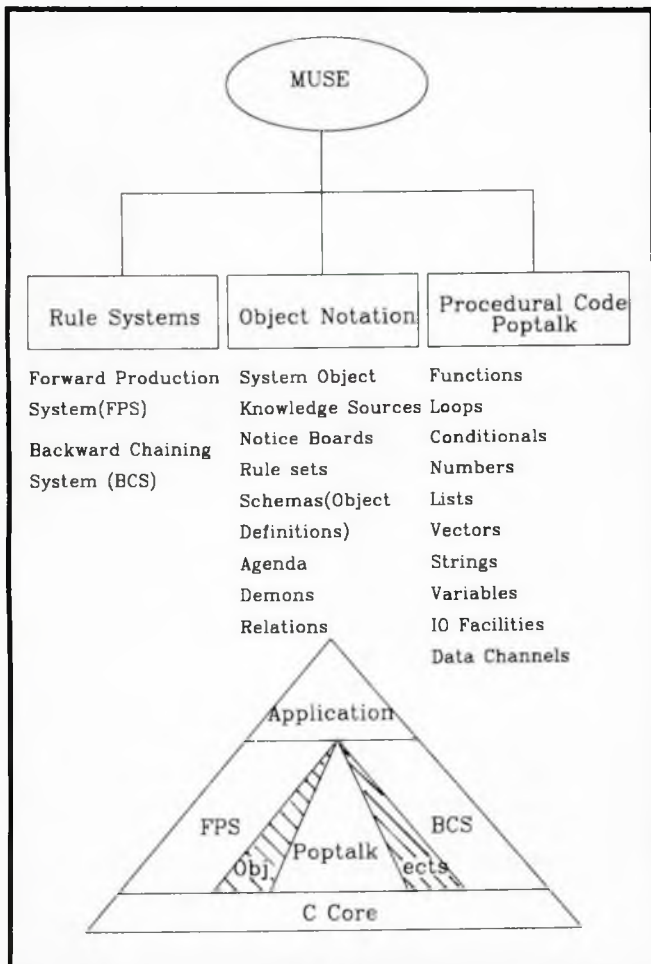 MUSE
Rule Systems
Object Notation
Procedural Code
Poptalk
Forward Production
System(FPS)
Backward Chaining
System (BCS)
System Object
Knowledge Sources
Notice Boards
Rule sets
Schemas(Object
Definitions)
Agenda
Demons
Relations
Functions
Loops
Conditionals
Numbers
Lists
Vectors
Strings
Variables
IO Facilities
Data Channels
Application
FPS
BCS
Obj
Poptalk
ects
C Core